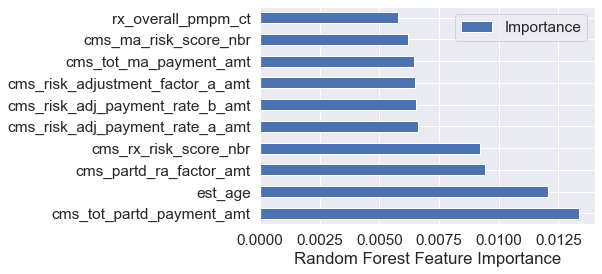 rx_overall_pmpm_ct
cms_ma_risk_score_nbr
cms_tot_ma_payment_amt
cms_risk_adjustment_factor_a_amt
cms_risk_adj_payment_rate_b_amt
cms_risk_adj_payment_rate_a_amt
cms_rx_risk_score_nbr
cms_partd_ra_factor_amt
est_age
cms_tot_partd_payment_amt
Importance
0.0000 0.0025 0.0050 0.0075 0.0100 0.0125
Random Forest Feature Importance